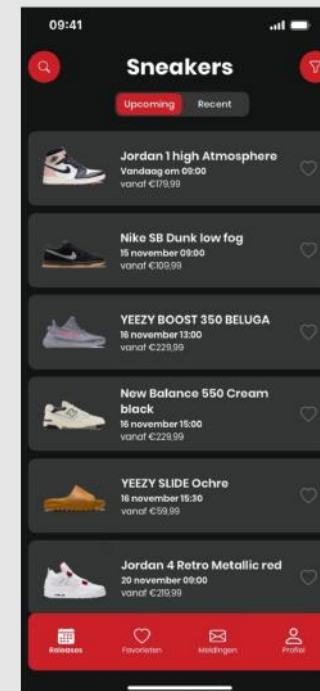 09:41
Sneakers
Upcoming Recent
Jordan 1 high Atmosphere
Vandaag om 09:00
vanaf €179,99
Nike SB Dunk low fog
15 november 09:00
vanaf €109,99
YEEZY BOOST 350 BELUGA
16 november 13:00
vanaf €229,99
New Balance 550 Cream
black
16 november 15:00
vanaf €229,99
YEEZY SLIDE Ochre
16 november 15:30
vanaf €59,99
Jordan 4 Retro Metallic red
20 november 09:00
vanaf €219,99
Releases Favorieten Meldingen Profiel